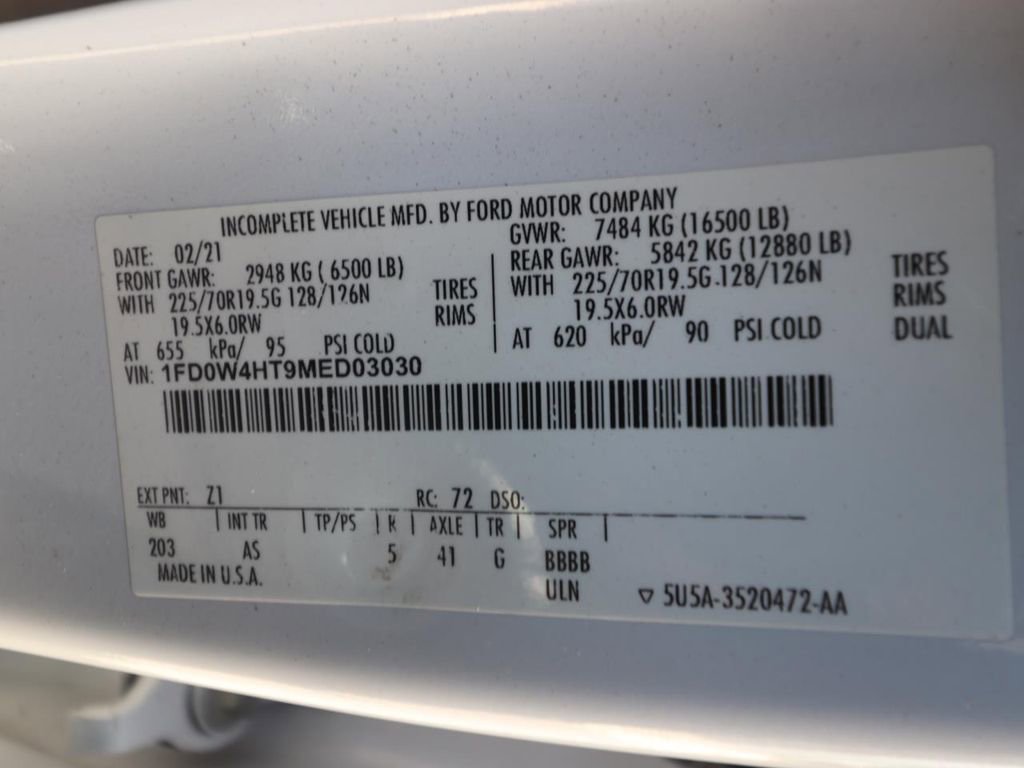 INCOMPLETE VEHICLE MFD. BY FORD MOTOR COMPANY
DATE: 02/21 GVWR: 7484 KG (16500 LB)
FRONT GAWR: 2948 KG ( 6500 LB) REAR GAWR: 5842 KG (12880 LB)
WITH 225/70R19.5G 128/126N TIRES WITH 225/70R19.5G 128/126N TIRES
19.5X6.0RW RIMS 19.5X6.0RW RIMS
AT 655 kPa/ 95 PSI COLD AT 620 kPa/ 90 PSI COLD DUAL
VIN: 1FD0W4HT9MED03030
EXT PNT: Z1 RC: 72 DSO:
WB | INT TR | TP/PS | R | AXLE | TR | SPR |
203 AS 5 41 G BBBB
MADE IN U.S.A. ULN ▽ 5U5A-3520472-AA